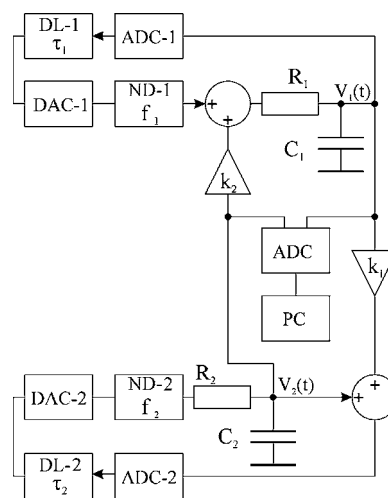 DL-1
τ₁
ADC-1
DAC-1
ND-1
f₁
+
+
R₁
V₁(t)
C₁
k₂
ADC
k₁
PC
DAC-2
ND-2
f₂
R₂
V₂(t)
+
+
C₂
DL-2
τ₂
ADC-2